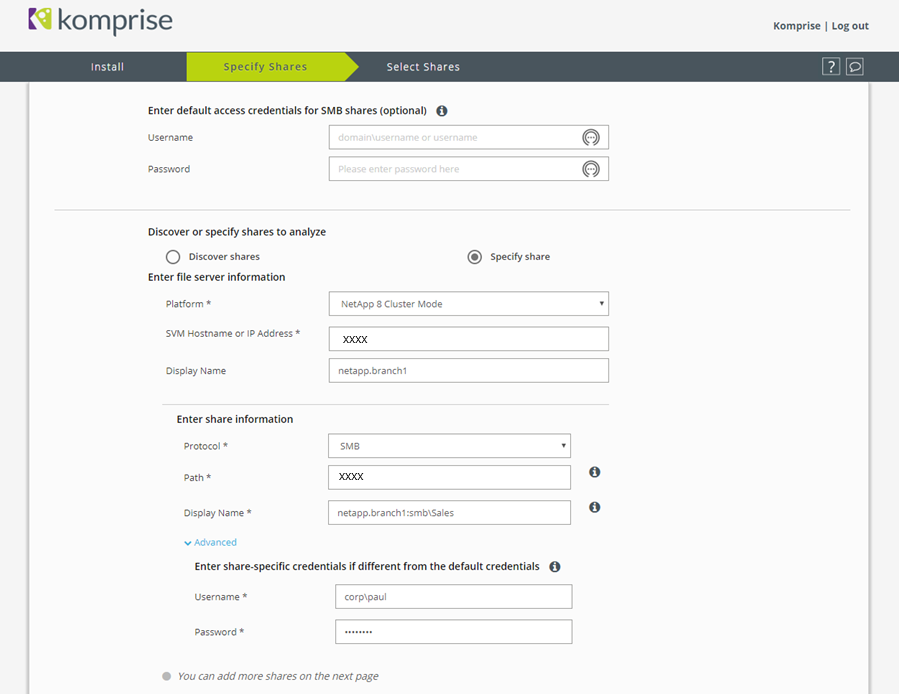 komprise
Komprise | Log out
Install
Specify Shares
Select Shares
?
Enter default access credentials for SMB shares (optional) i
Username domain\username or username
Password Please enter password here
Discover or specify shares to analyze
Discover shares Specify share
Enter file server information
Platform * NetApp 8 Cluster Mode
SVM Hostname or IP Address * XXXX
Display Name netapp.branch1
Enter share information
Protocol * SMB
Path * XXXX i
Display Name * netapp.branch1:smb\Sales i
Advanced
Enter share-specific credentials if different from the default credentials i
Username * corp\paul
Password * ••••••••
You can add more shares on the next page